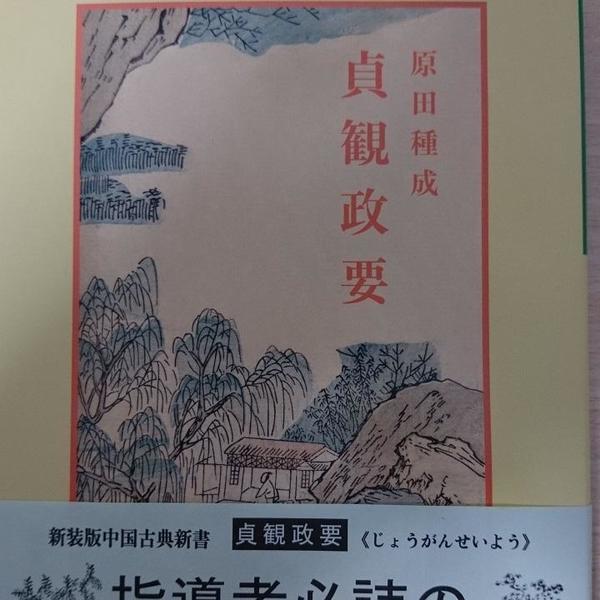 原田種成
貞観政要
新装版中国古典新書 貞観政要 《じょうがんせいよう》
指導者必読の